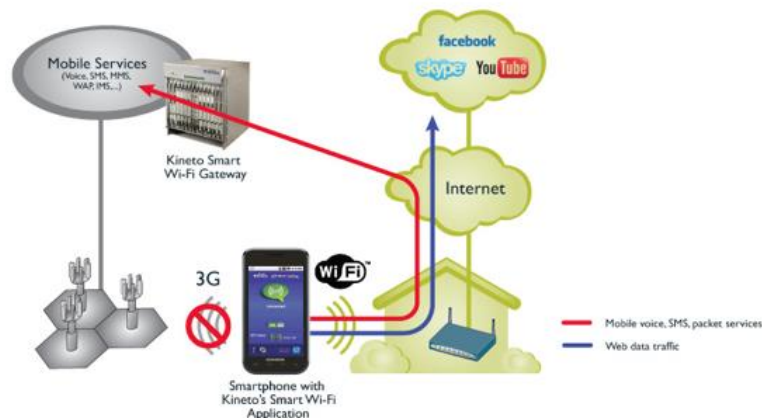 Mobile Services
(Voice, SMS, MMS,
WAP, iMS,...)
Kineto Smart
Wi-Fi Gateway
facebook
skype YouTube
Internet
3G
WiFi™
Smartphone with
Kineto's Smart Wi-Fi
Application
Mobile voice, SMS, packet services
Web data traffic